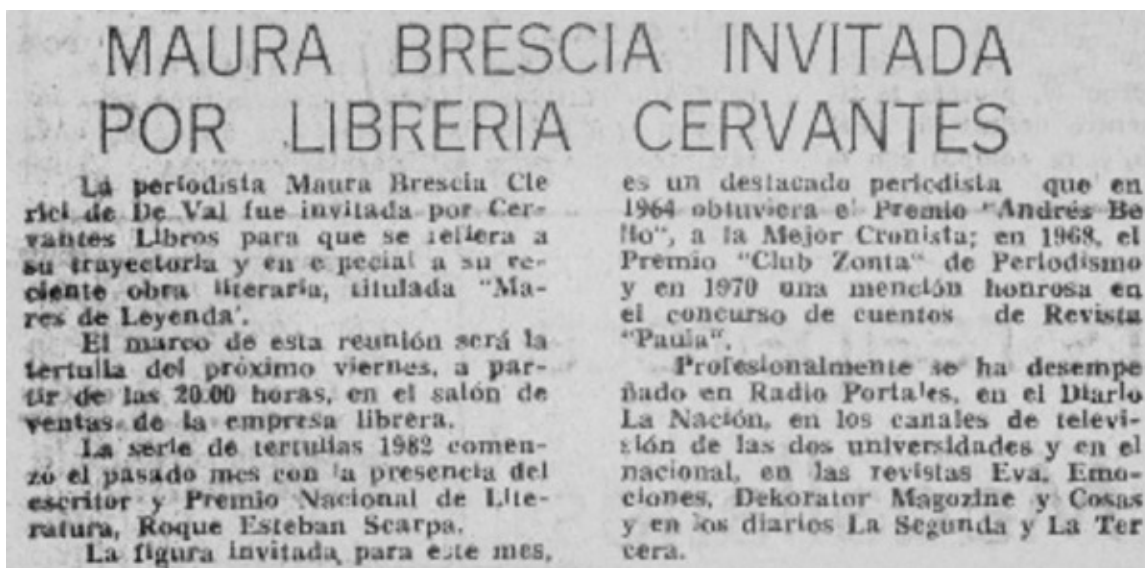 MAURA BRESCIA INVITADA
POR LIBRERIA CERVANTES
La periodista Maura Brescia Cle
rici de De Val fue invitada por Cer-
vantes Libros para que se refiera a
su trayectoria y en e pecial a su re-
ciente obra literaria, titulada "Ma-
res de Leyenda'.
El marco de esta reunión será la
tertulia del próximo viernes, a par-
tir de las 20.00 horas, en el salón de
ventas de la empresa librera.
La serie de tertulias 1982 comen-
zó el pasado mes con la presencia del
escritor y Premio Nacional de Lite-
ratura, Roque Esteban Scarpa.
La figura invitada para este mes,
es un destacado periodista que en
1964 obtuviera el Premio "Andrés Be
llo", a la Mejor Cronista; en 1968, el
Premio "Club Zonta" de Periodismo
y en 1970 una mención honrosa en
el concurso de cuentos de Revista
"Paula".
Profesionalmente se ha desempe
ñado en Radio Portales, en el Diario
La Nación, en los canales de televi-
sión de las dos universidades y en el
nacional, en las revistas Eva, Emo-
ciones, Dekorator Magozine y Cosas
y en los diarios La Segunda y La Ter
cera.